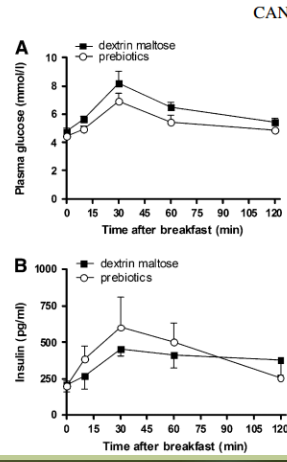 CAN
A
dextrin maltose
prebiotics
Plasma glucose (mmol/l)
10
8
6
4
2
0
0 15 30 45 60 75 90 105 120
Time after breakfast (min)
B
dextrin maltose
prebiotics
Insulin (pg/ml)
1000
750
500
250
0
0 15 30 45 60 75 90 105 120
Time after breakfast (min)